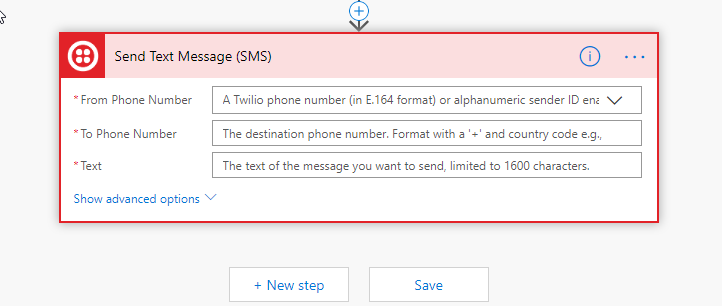 Send Text Message (SMS)
* From Phone Number A Twilio phone number (in E.164 format) or alphanumeric sender ID ena
* To Phone Number The destination phone number. Format with a '+' and country code e.g.,
* Text The text of the message you want to send, limited to 1600 characters.
Show advanced options
+ New step Save